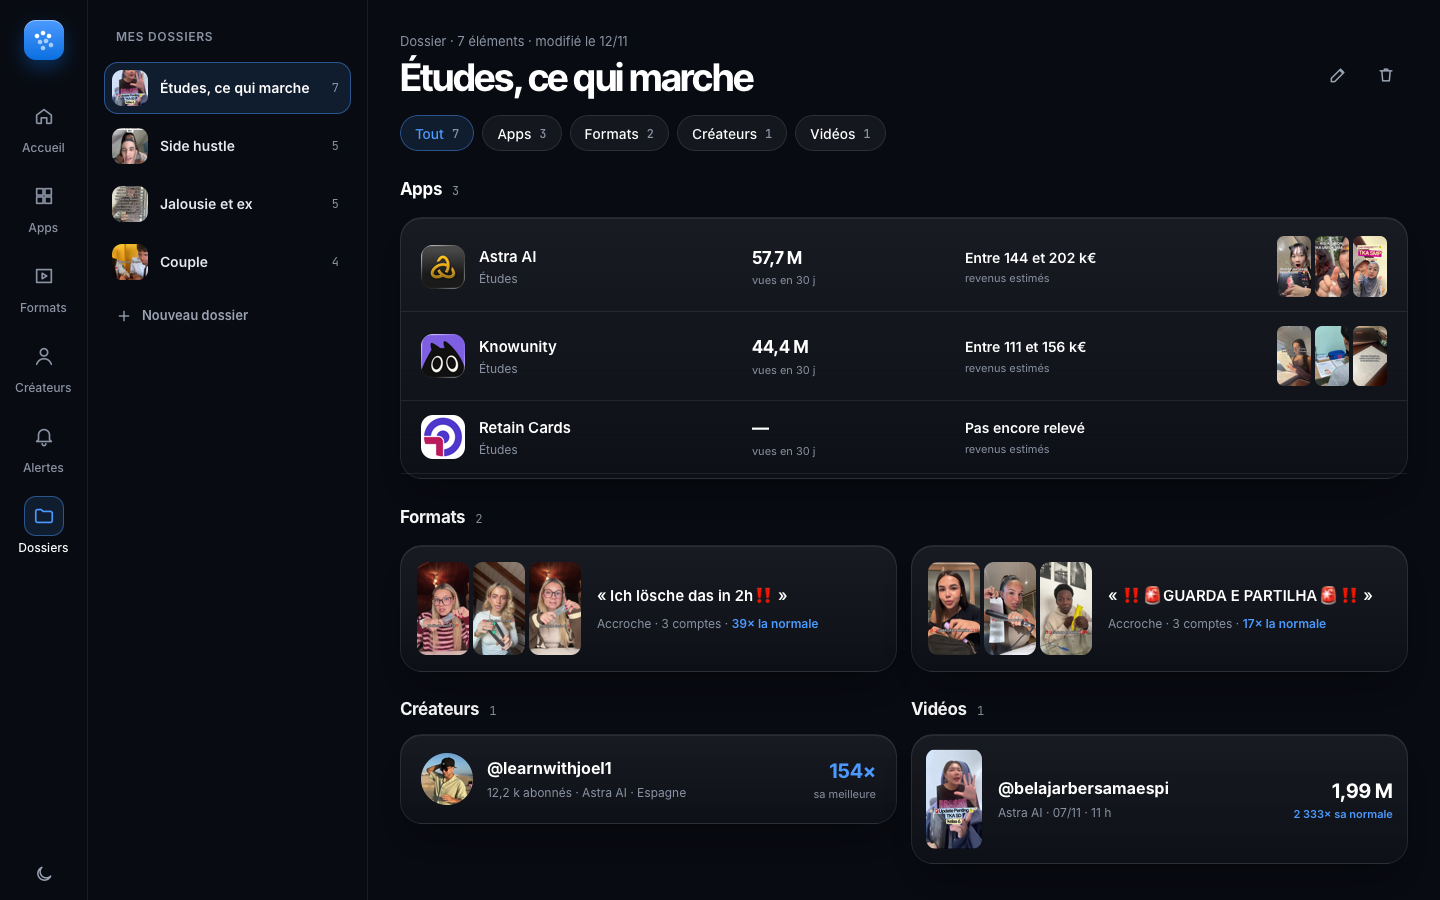 MES DOSSIERS
Études, ce qui marche 7
Side hustle 5
Jalousie et ex 5
Couple 4
Nouveau dossier
Accueil
Apps
Formats
Créateurs
Alertes
Dossiers
Dossier · 7 éléments · modifié le 12/11
Études, ce qui marche
Tout 7
Apps 3
Formats 2
Créateurs 1
Vidéos 1
Apps 3
Astra AI
Études
57,7 M
vues en 30 j
Entre 144 et 202 k€
revenus estimés
TKA SMP
Knowunity
Études
44,4 M
vues en 30 j
Entre 111 et 156 k€
revenus estimés
Retain Cards
Études
—
vues en 30 j
Pas encore relevé
revenus estimés
Formats 2
« Ich lösche das in 2h‼️ »
Accroche · 3 comptes · 39× la normale
« ‼️🚨GUARDA E PARTILHA🚨‼️ »
Accroche · 3 comptes · 17× la normale
Créateurs 1
@learnwithjoel1
12,2 k abonnés · Astra AI · Espagne
154×
sa meilleure
Vidéos 1
Update Penting
TKA SD
@belajarbersamaespi
Astra AI · 07/11 · 11 h
1,99 M
2 333× sa normale